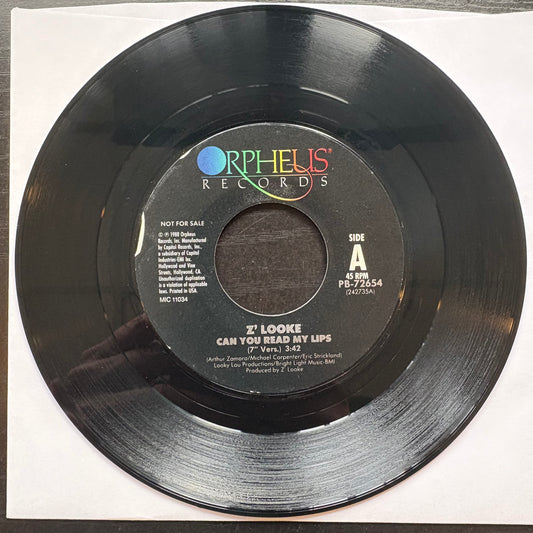 ORPHEUS®
RECORDS
NOT FOR SALE
© ℗ 1988 Orpheus
Records, Inc. Manufactured
by Capitol Records, Inc.,
a subsidiary of Capitol
Industries-EMI Inc.
Hollywood and Vine
Streets, Hollywood, CA
Unauthorized duplication
is a violation of applicable
laws. Printed in USA.
MIC 11034
SIDE
A
45 RPM
PB-72654
(242735A)
Z' LOOKE
CAN YOU READ MY LIPS
(7" Vers.) 3:42
(Arthur Zamora/Michael Carpenter/Eric Strickland)
Looky Lou Productions/Bright Light Music-BMI
Produced by Z' Looke